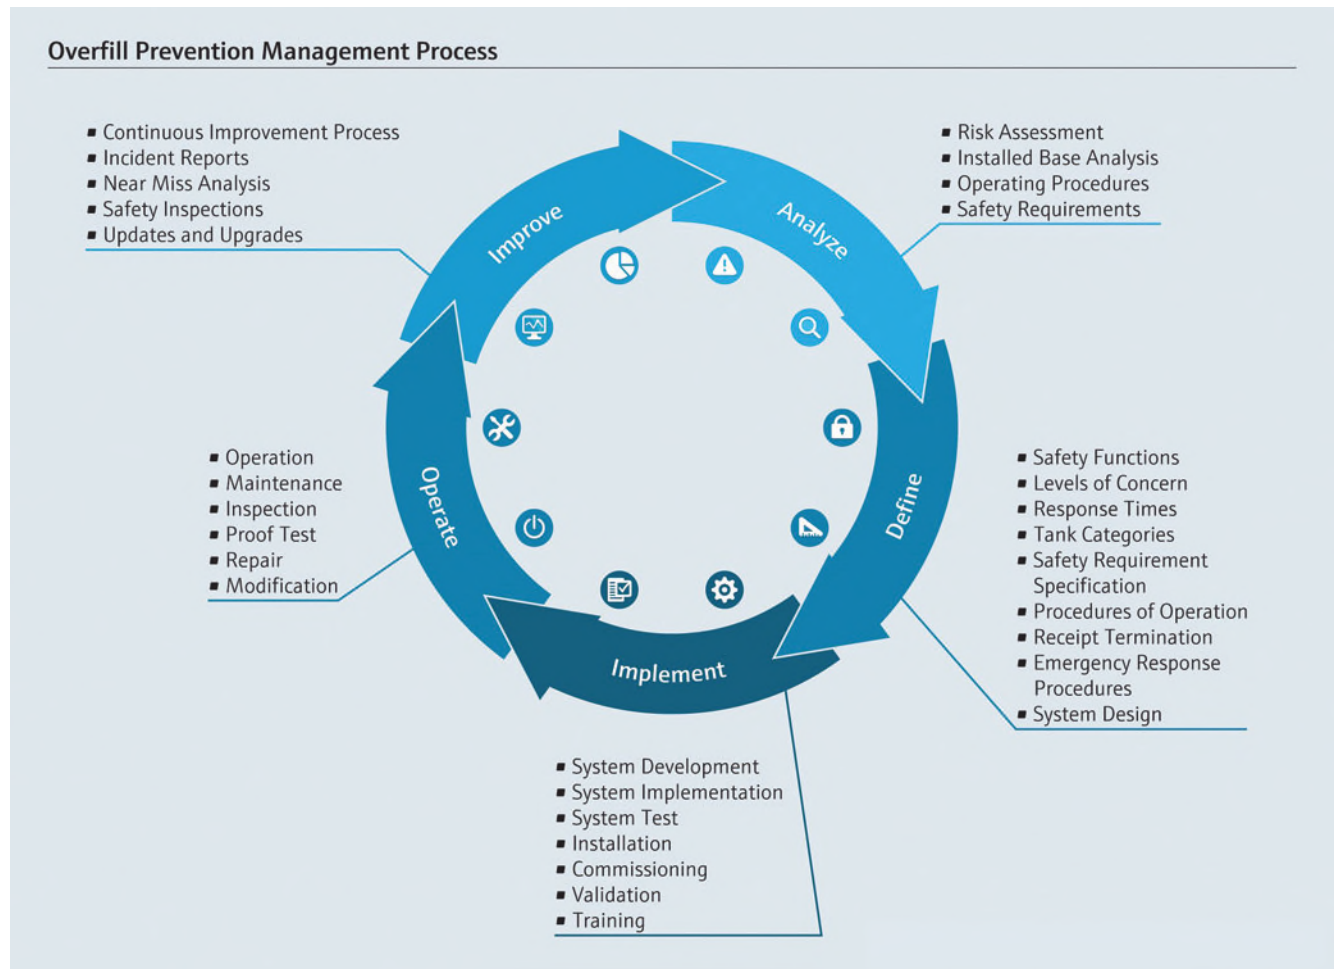 Overfill Prevention Management Process
▪ Continuous Improvement Process
▪ Incident Reports
▪ Near Miss Analysis
▪ Safety Inspections
▪ Updates and Upgrades
▪ Risk Assessment
▪ Installed Base Analysis
▪ Operating Procedures
▪ Safety Requirements
Improve
Analyze
Operate
Define
Implement
▪ Operation
▪ Maintenance
▪ Inspection
▪ Proof Test
▪ Repair
▪ Modification
▪ Safety Functions
▪ Levels of Concern
▪ Response Times
▪ Tank Categories
▪ Safety Requirement
Specification
▪ Procedures of Operation
▪ Receipt Termination
▪ Emergency Response
Procedures
▪ System Design
▪ System Development
▪ System Implementation
▪ System Test
▪ Installation
▪ Commissioning
▪ Validation
▪ Training